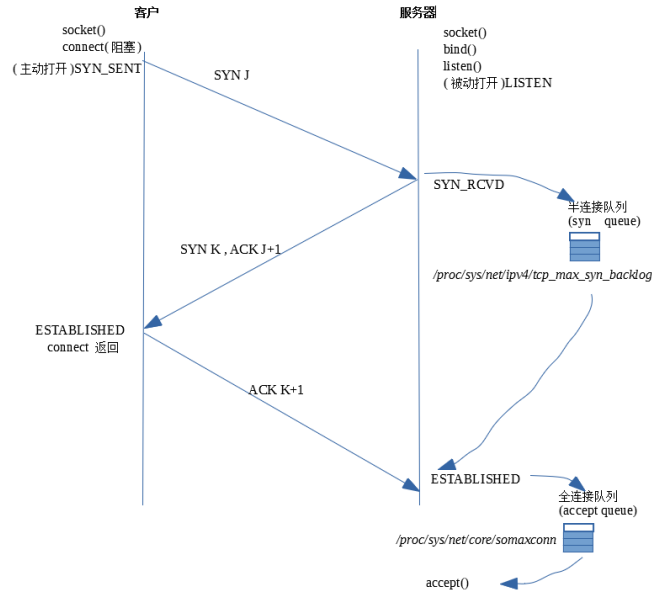 客户
服务器
socket()
connect( 阻塞 )
( 主动打开 )SYN_SENT
socket()
bind()
listen()
( 被动打开 )LISTEN
SYN J
SYN_RCVD
半连接队列
(syn queue)
SYN K , ACK J+1
/proc/sys/net/ipv4/tcp_max_syn_backlog
ESTABLISHED
connect 返回
ACK K+1
ESTABLISHED
全连接队列
(accept queue)
/proc/sys/net/core/somaxconn
accept()